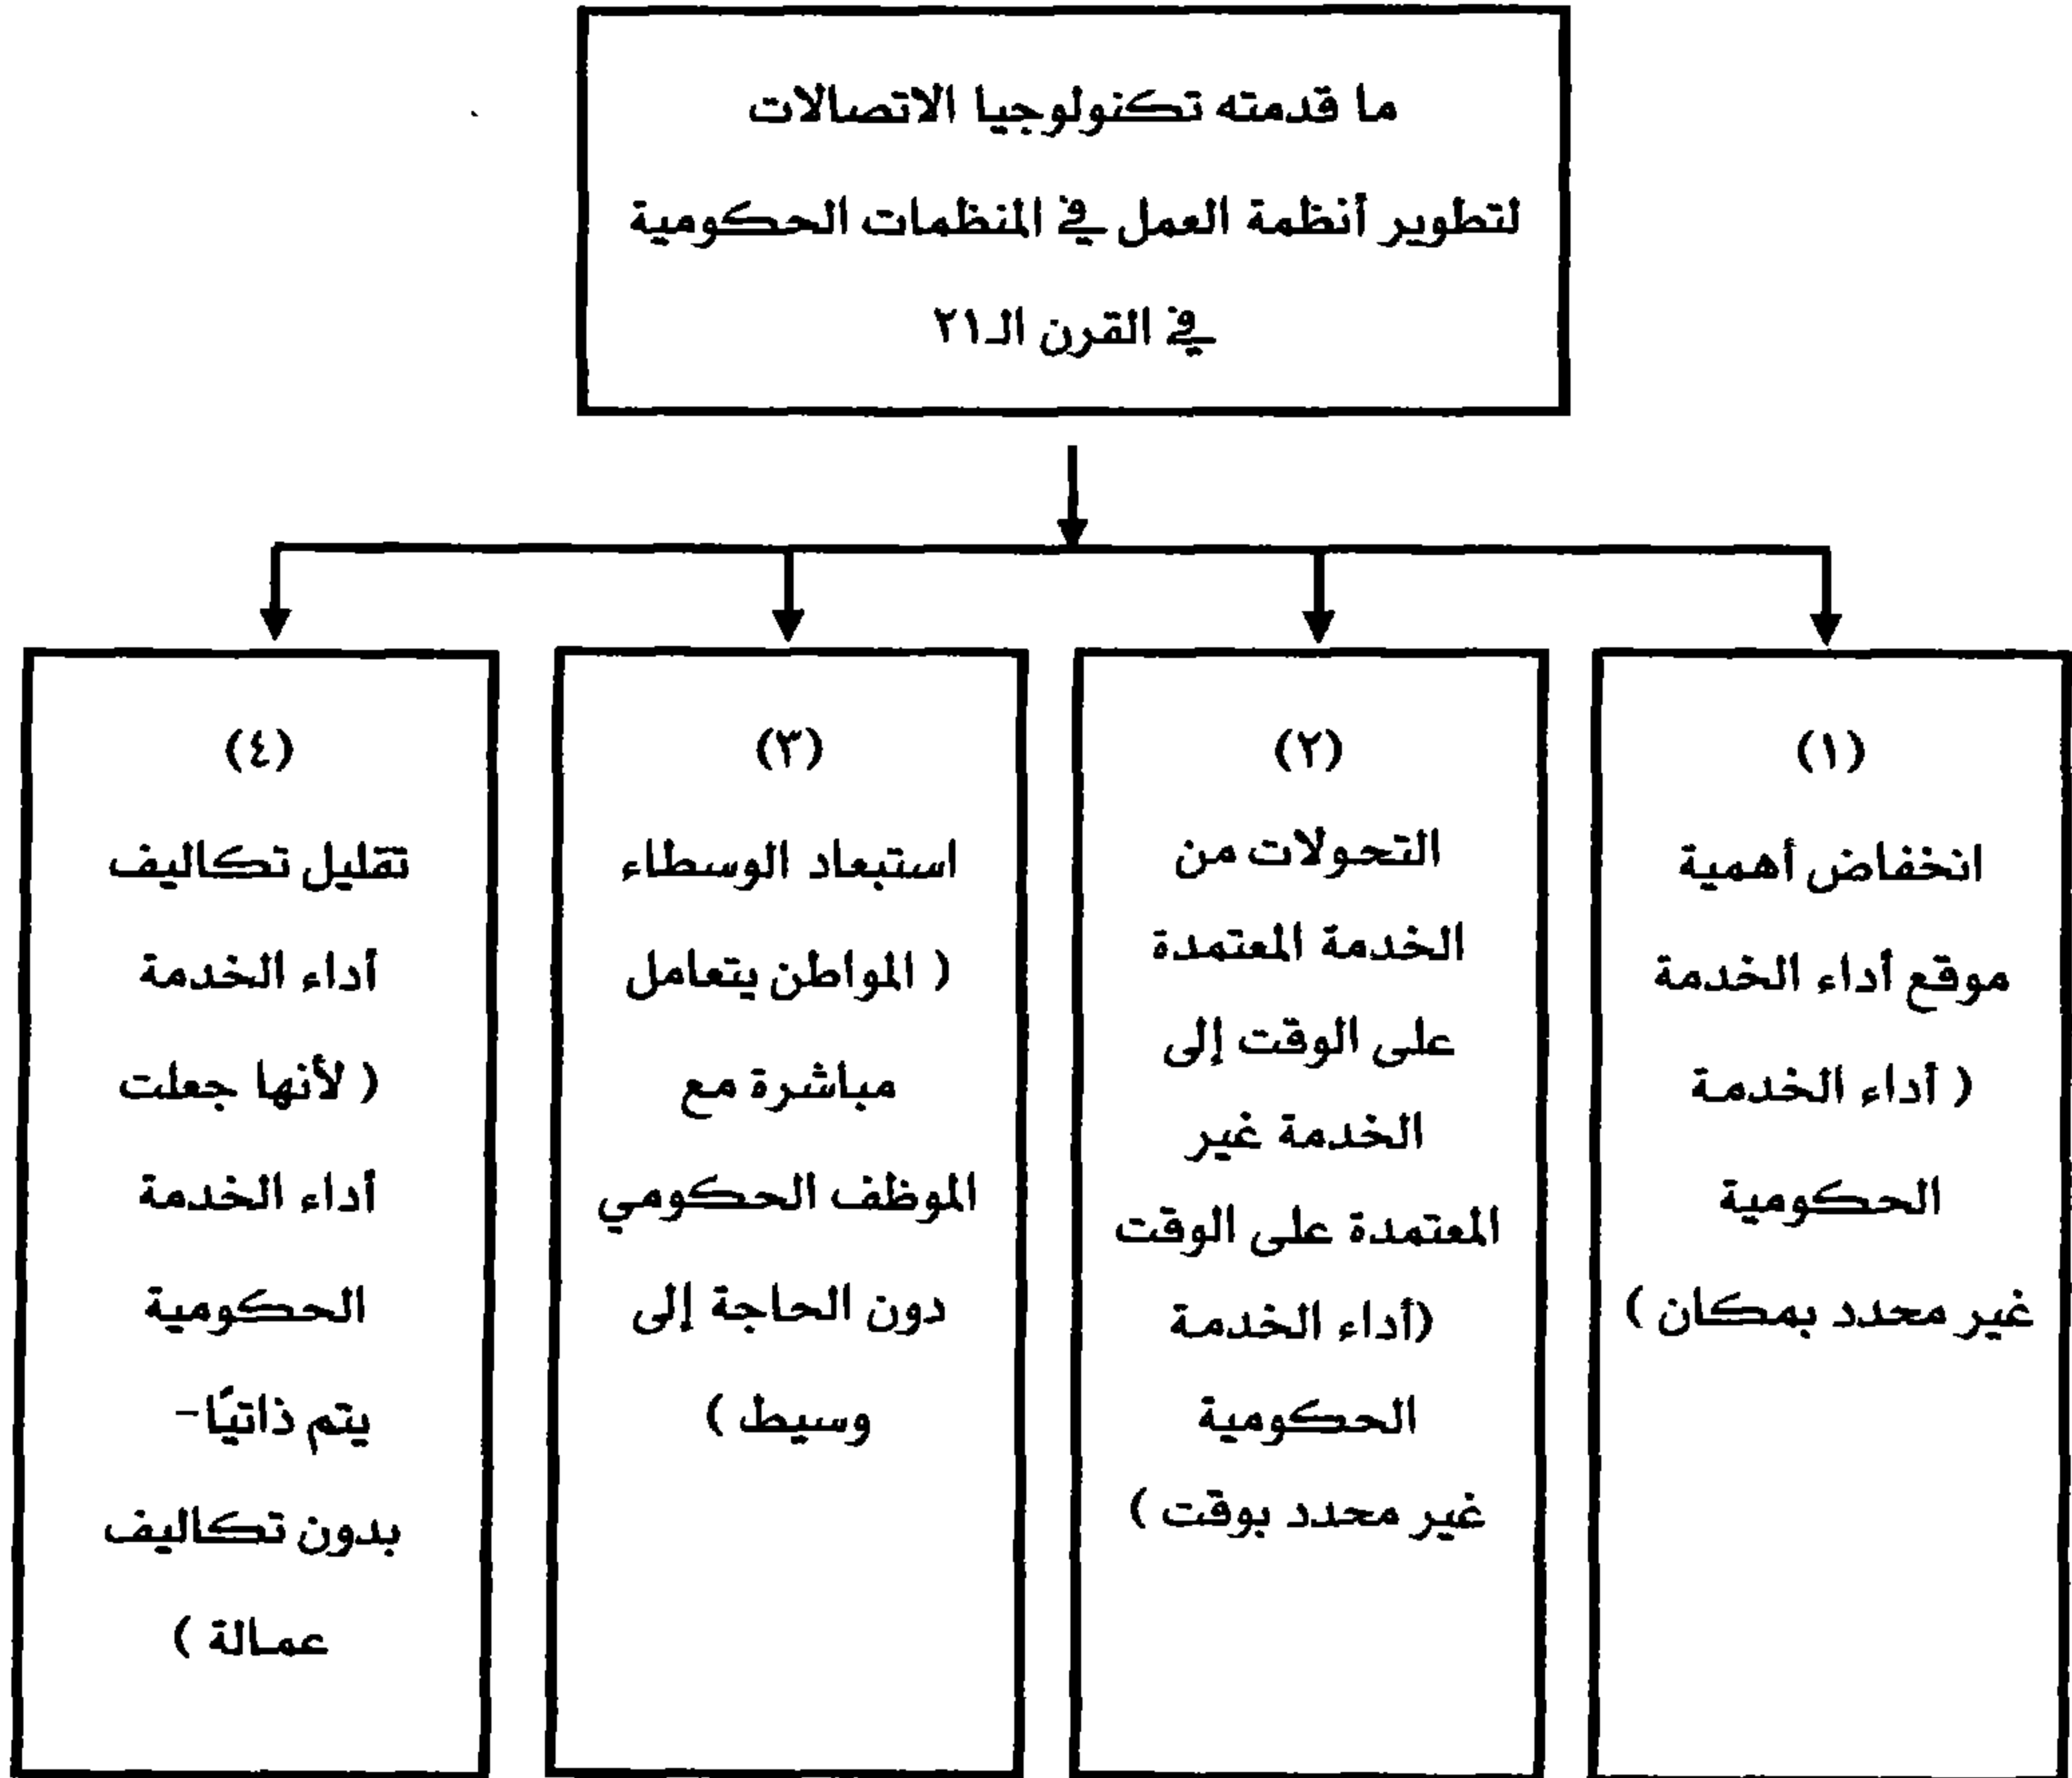 ما قدمته تكنولوجيا الاتصالات
لتطوير أنظمة العمل في المنظمات الحكومية
في القرن الـ٢١
(١)
انخفاض أهمية
موقع أداء الخدمة
( أداء الخدمة
الحكومية
غير محدد بمكان )
(٢)
التحولات من
الخدمة المعتمدة
على الوقت إلى
الخدمة غير
المعتمدة على الوقت
(أداء الخدمة
الحكومية
غير محدد بوقت )
(٣)
استبعاد الوسطاء
( المواطن يتعامل
مباشرة مع
الموظف الحكومي
دون الحاجة إلى
وسيط )
(٤)
تقليل تكاليف
أداء الخدمة
( لأنها جعلت
أداء الخدمة
الحكومية
يتم ذاتيًا-
بدون تكاليف
عمالة )